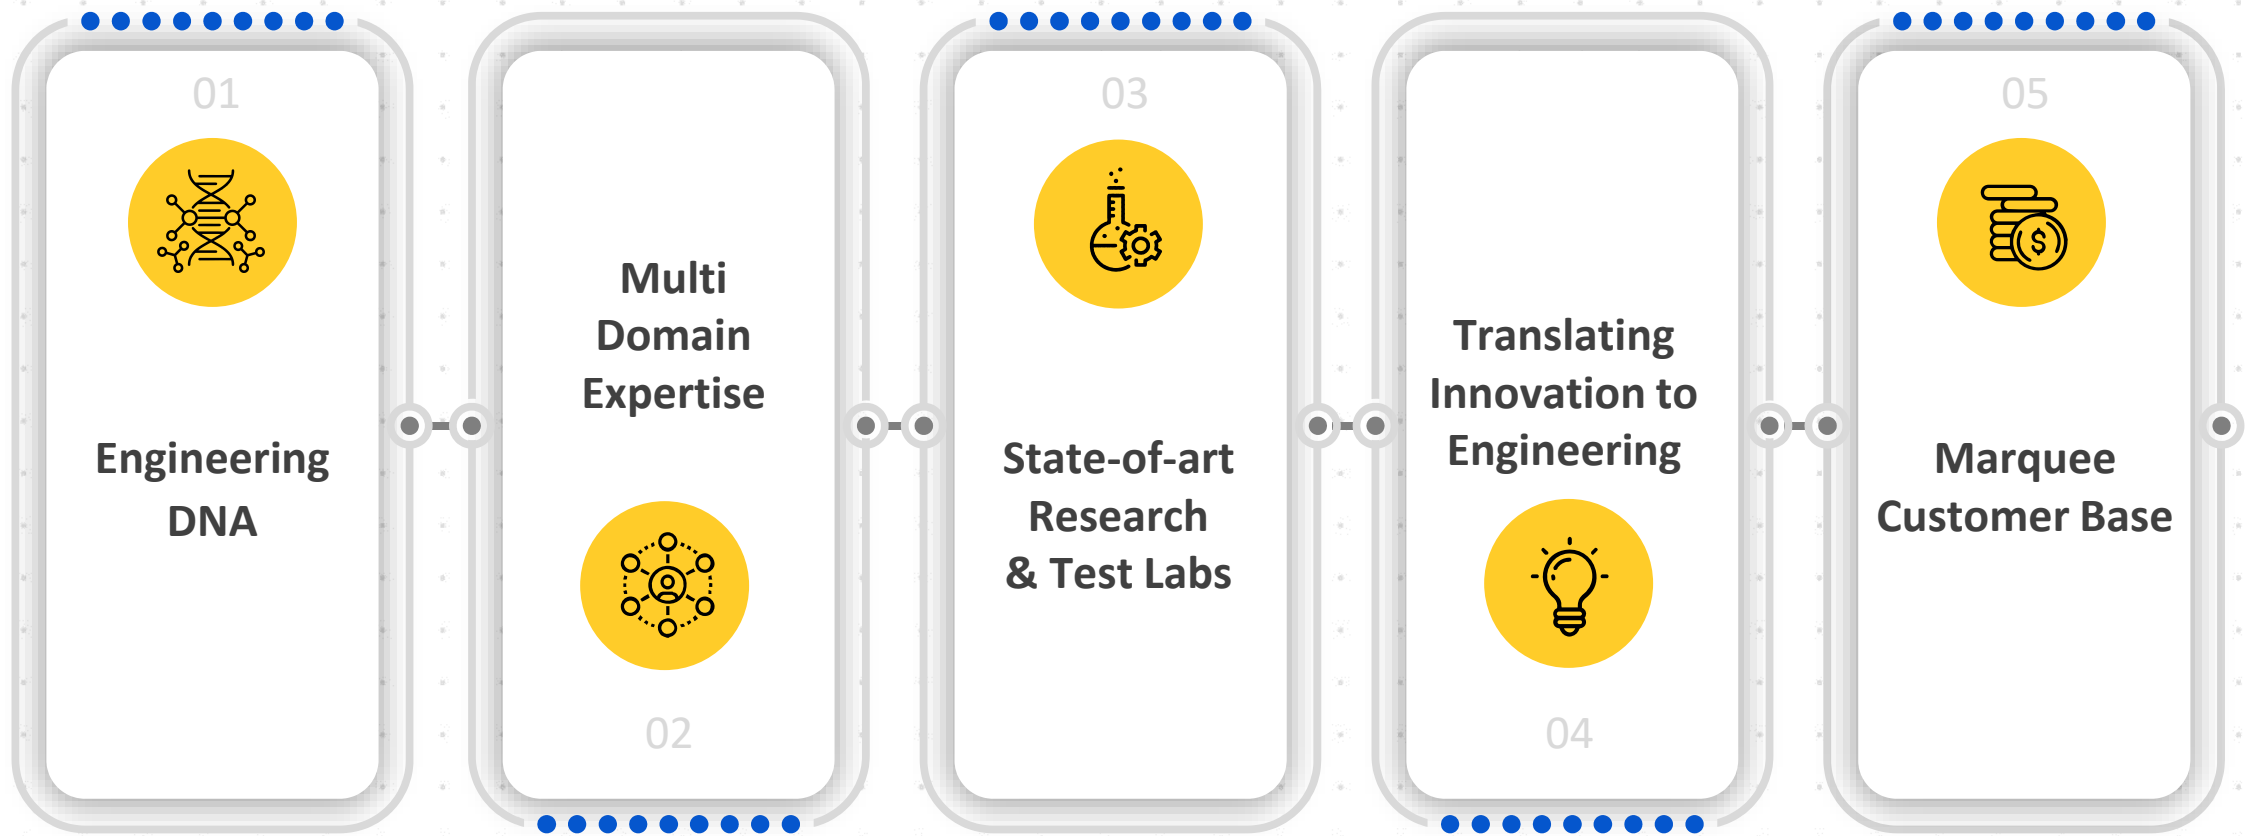 01
Engineering
DNA
Multi
Domain
Expertise
02
03
State-of-art
Research
& Test Labs
Translating
Innovation to
Engineering
04
05
$
Marquee
Customer Base